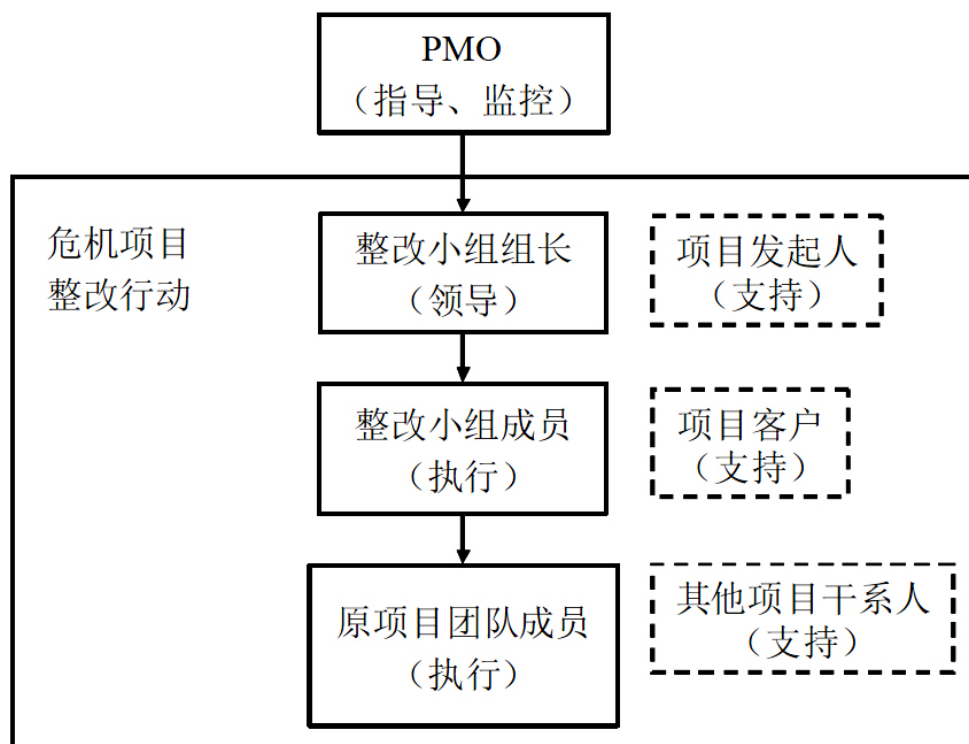 PMO
（指导、监控）
危机项目
整改行动
整改小组组长
（领导）
项目发起人
（支持）
整改小组成员
（执行）
项目客户
（支持）
原项目团队成员
（执行）
其他项目干系人
（支持）